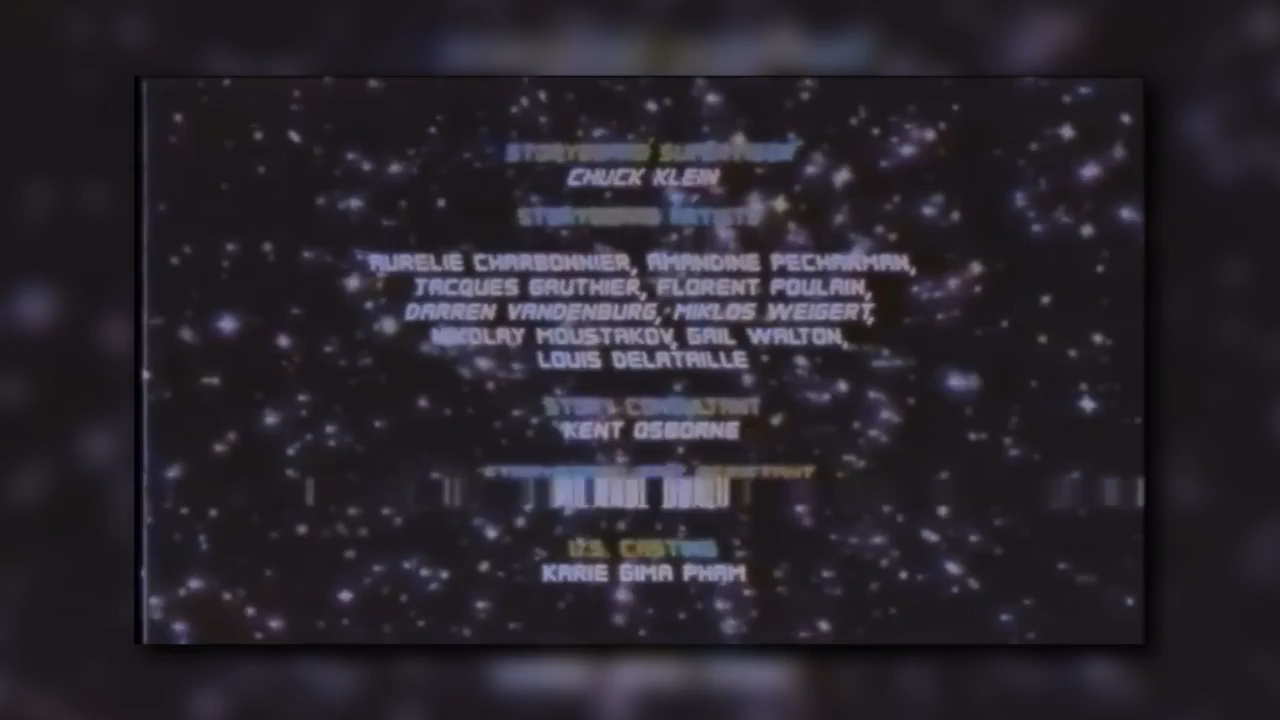 STORYBOARD SUPERVISOR
CHUCK KLEIN
STORYBOARD ARTISTS
AURELIE CHARBONNIER, AMANDINE PECHARMAN,
JACQUES GAUTHIER, FLORENT POULAIN,
DARREN VANDENBURG, MIKLOS WEIGERT,
NIKOLAY MOUSTAKOV, GAIL WALTON,
LOUIS DELATAILLE
STORY CONSULTANT
KENT OSBORNE
ASSISTANT
U.S. CASTING
KARIE GIMA PHAM